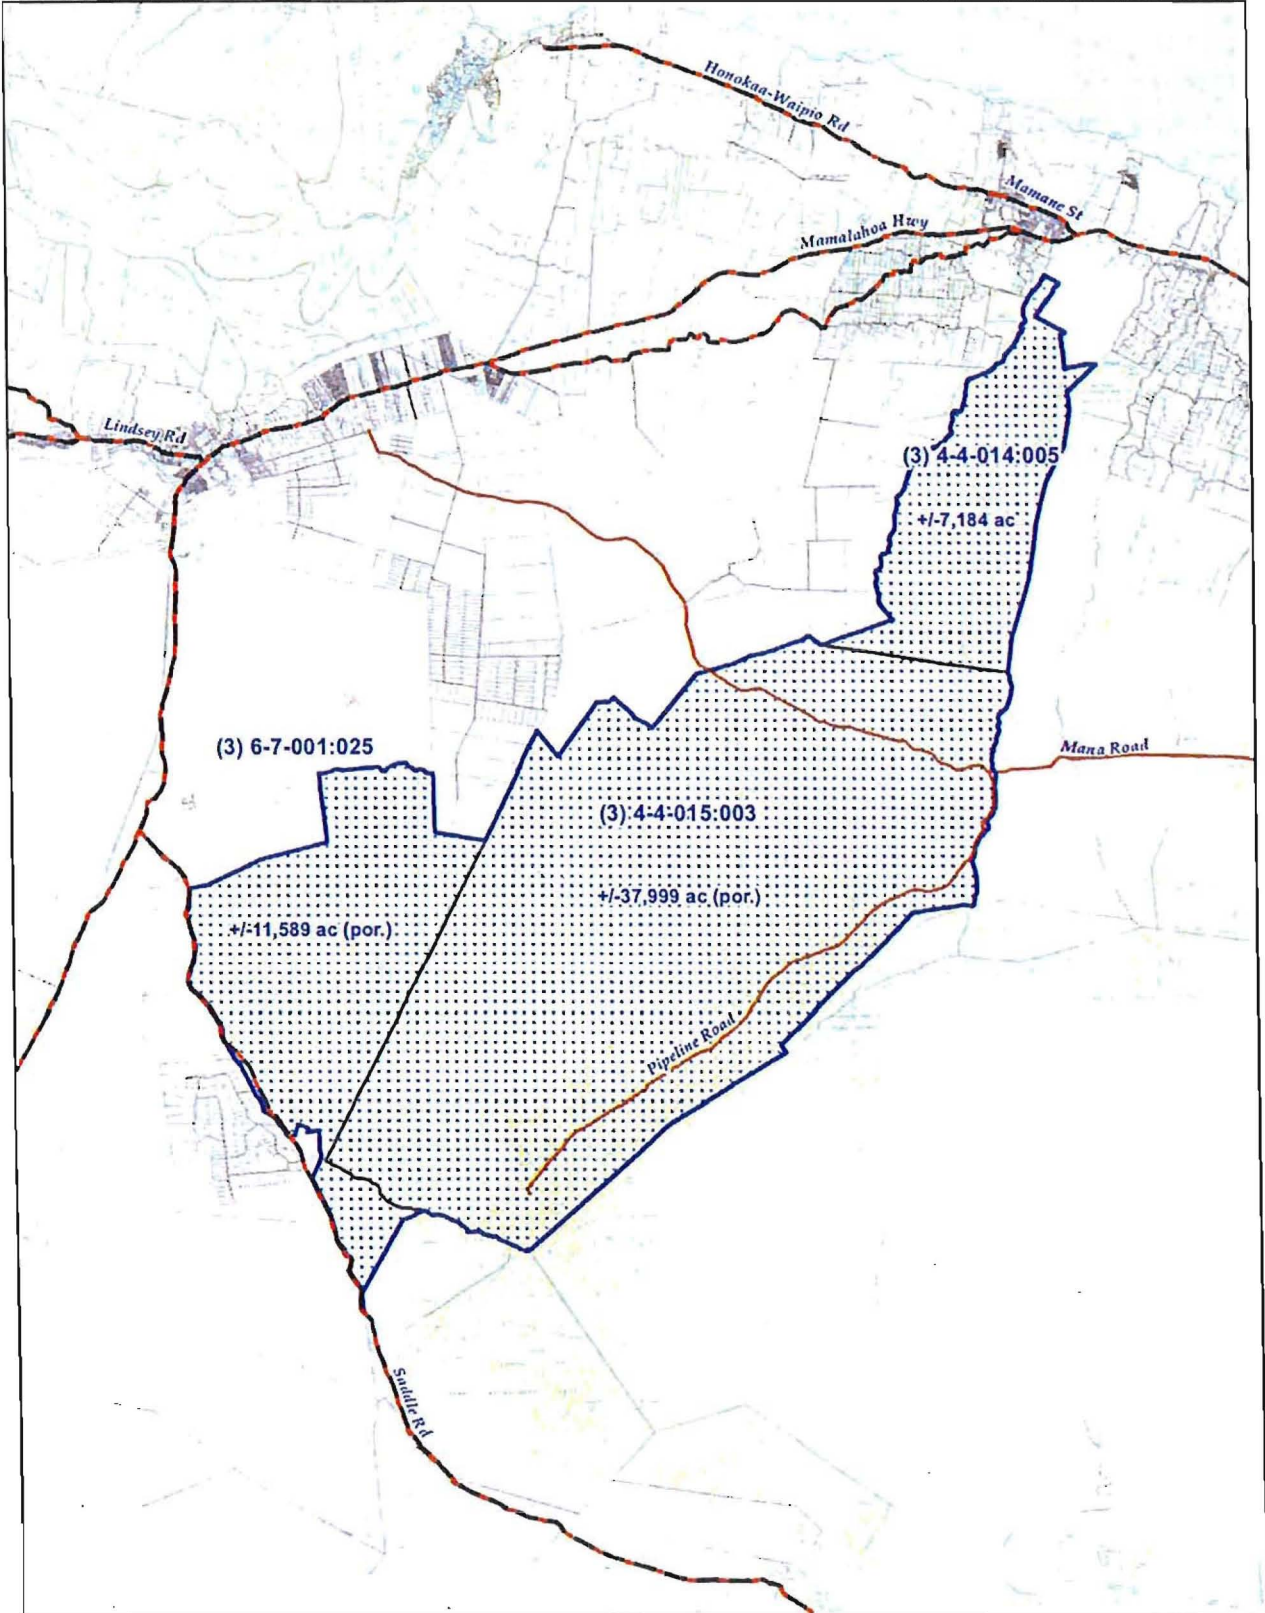 Honokaa-Waipio Rd
Mamane St
Mamalahoa Hwy
Lindsey Rd
(3) 4-4-014:005
+/-7,184 ac
(3) 6-7-001:025
Mana Road
(3) 4-4-015:003
+/-37,999 ac (por.)
+/-11,589 ac (por.)
Pipeline Road
Saddle Rd